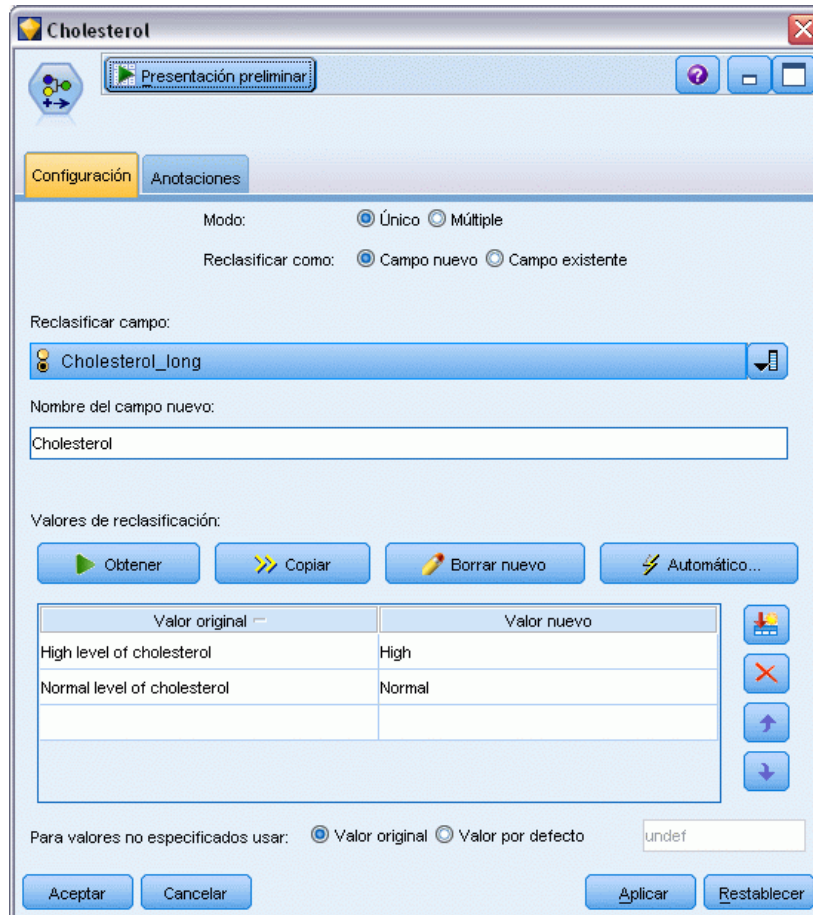 Cholesterol
Presentación preliminar
Configuración Anotaciones
Modo: Único Múltiple
Reclasificar como: Campo nuevo Campo existente
Reclasificar campo:
Cholesterol_long
Nombre del campo nuevo:
Cholesterol
Valores de reclasificación:
Obtener Copiar Borrar nuevo Automático...
Valor original Valor nuevo
High level of cholesterol High
Normal level of cholesterol Normal
Para valores no especificados usar: Valor original Valor por defecto undef
Aceptar Cancelar Aplicar Restablecer